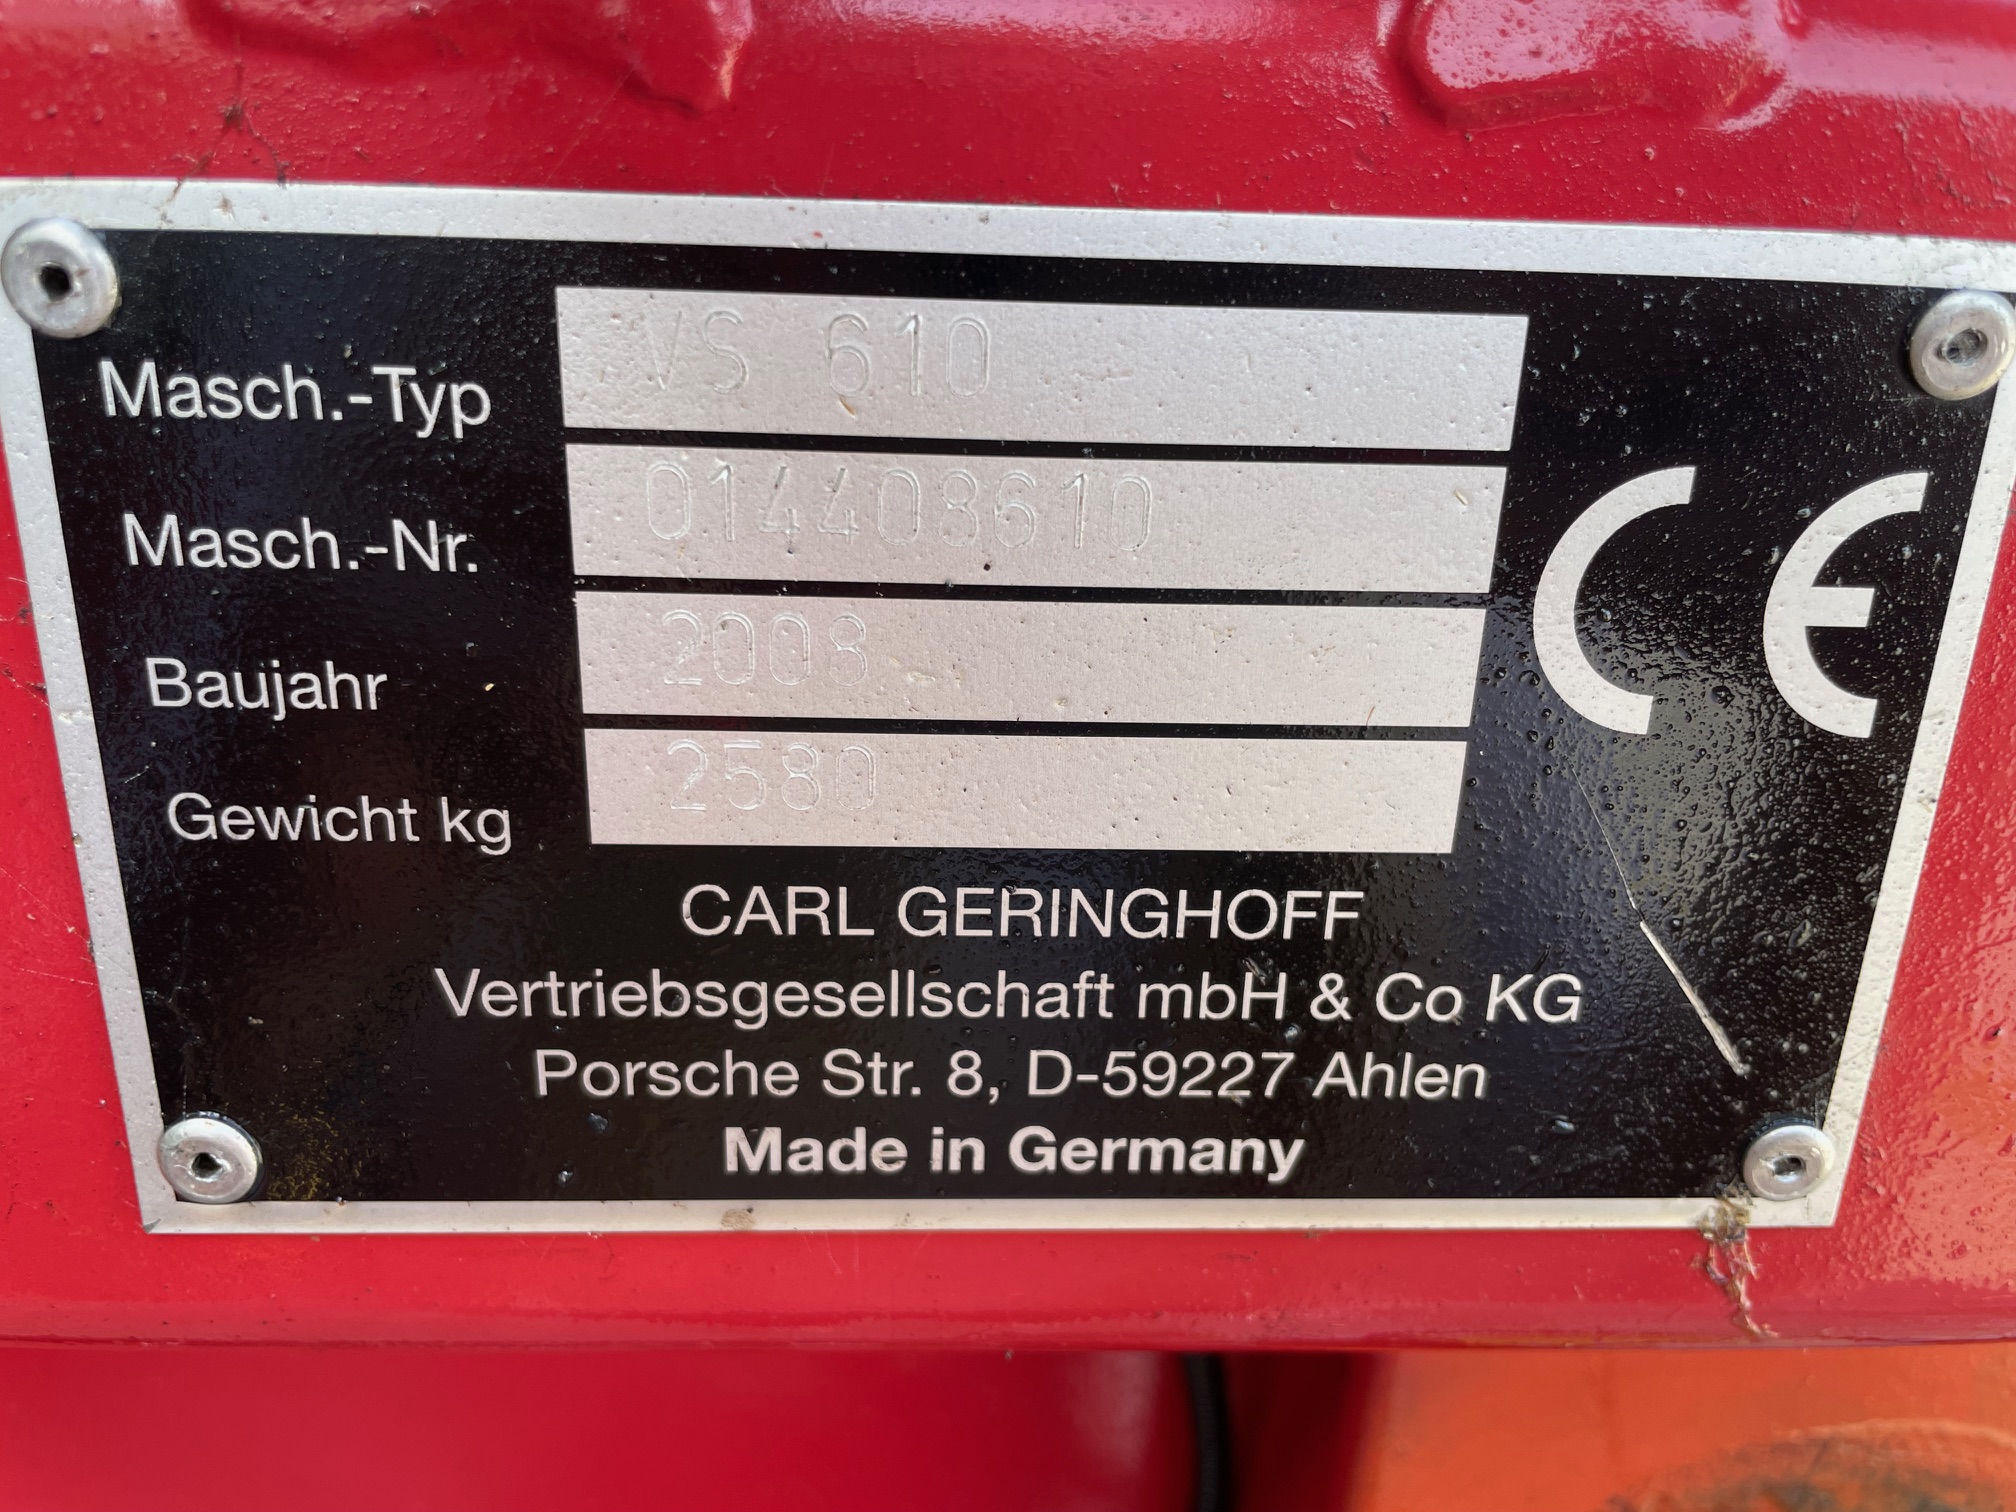 Masch.-Typ VS 610
Masch.-Nr. 014408610
Baujahr 2008
Gewicht kg 2580
CE
CARL GERINGHOFF
Vertriebsgesellschaft mbH & Co KG
Porsche Str. 8, D-59227 Ahlen
Made in Germany